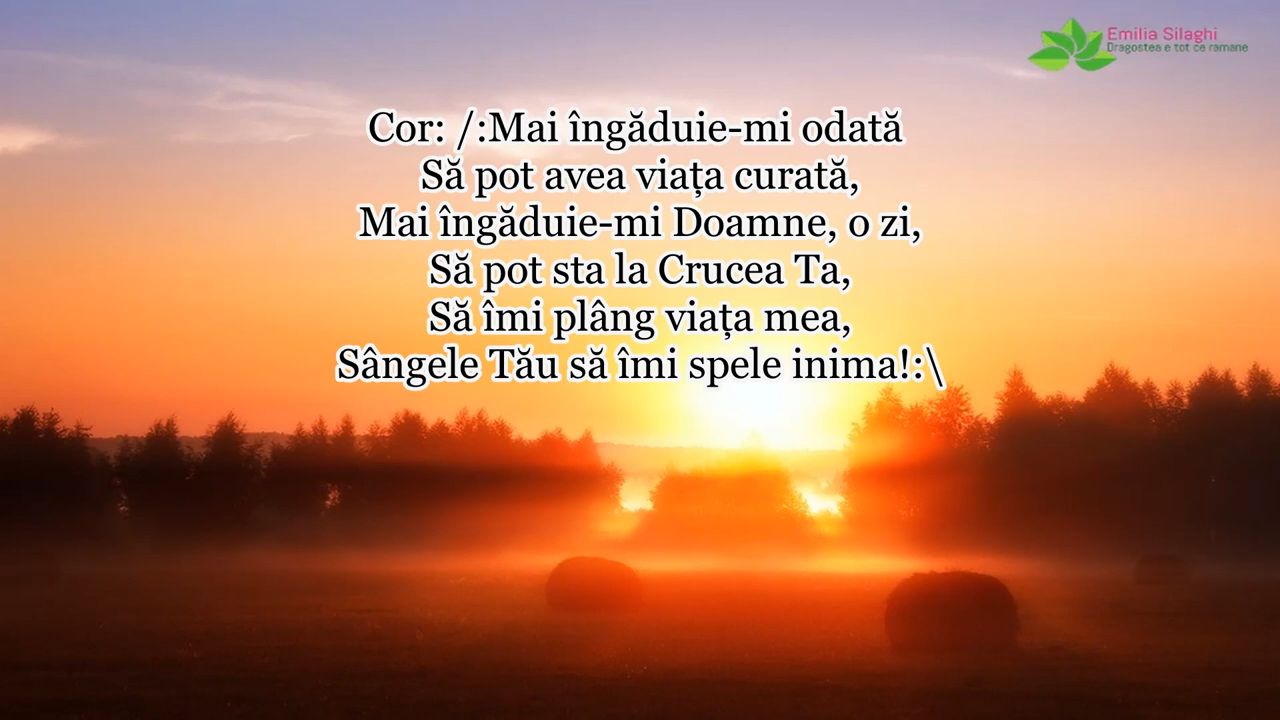 Emilia Silaghi
Dragostea e tot ce ramane
Cor: /:Mai îngăduie-mi odată
Să pot avea viața curată,
Mai îngăduie-mi Doamne, o zi,
Să pot sta la Crucea Ta,
Să îmi plâng viața mea,
Sângele Tău să îmi spele inima!:\